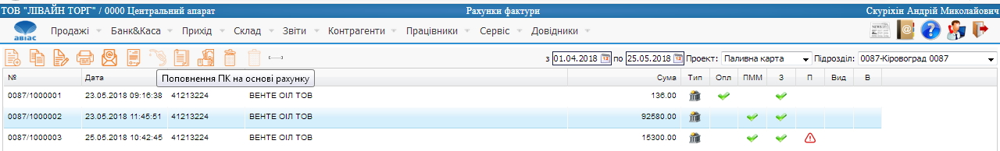 ТОВ "ЛІВАЙН ТОРГ" / 0000 Центральний апарат Рахунки фактури Скуріхін Андрій Миколайович
авіас Продажі Банк&Каса Прихід Склад Звіти Контрагенти Працівники Сервіс Довідники
з 01.04.2018 по 25.05.2018 Проект: Паливна карта Підрозділ: 0087-Кіровоград 0087
№ Дата Сума Тип Опл ПММ З П Вид В
Поповнення ПК на основі рахунку
0087/1000001 23.05.2018 09:16:38 41213224 ВЕНТЕ ОІЛ ТОВ 136.00
0087/1000002 23.05.2018 11:45:51 41213224 ВЕНТЕ ОІЛ ТОВ 92580.00
0087/1000003 25.05.2018 10:42:45 41213224 ВЕНТЕ ОІЛ ТОВ 15300.00